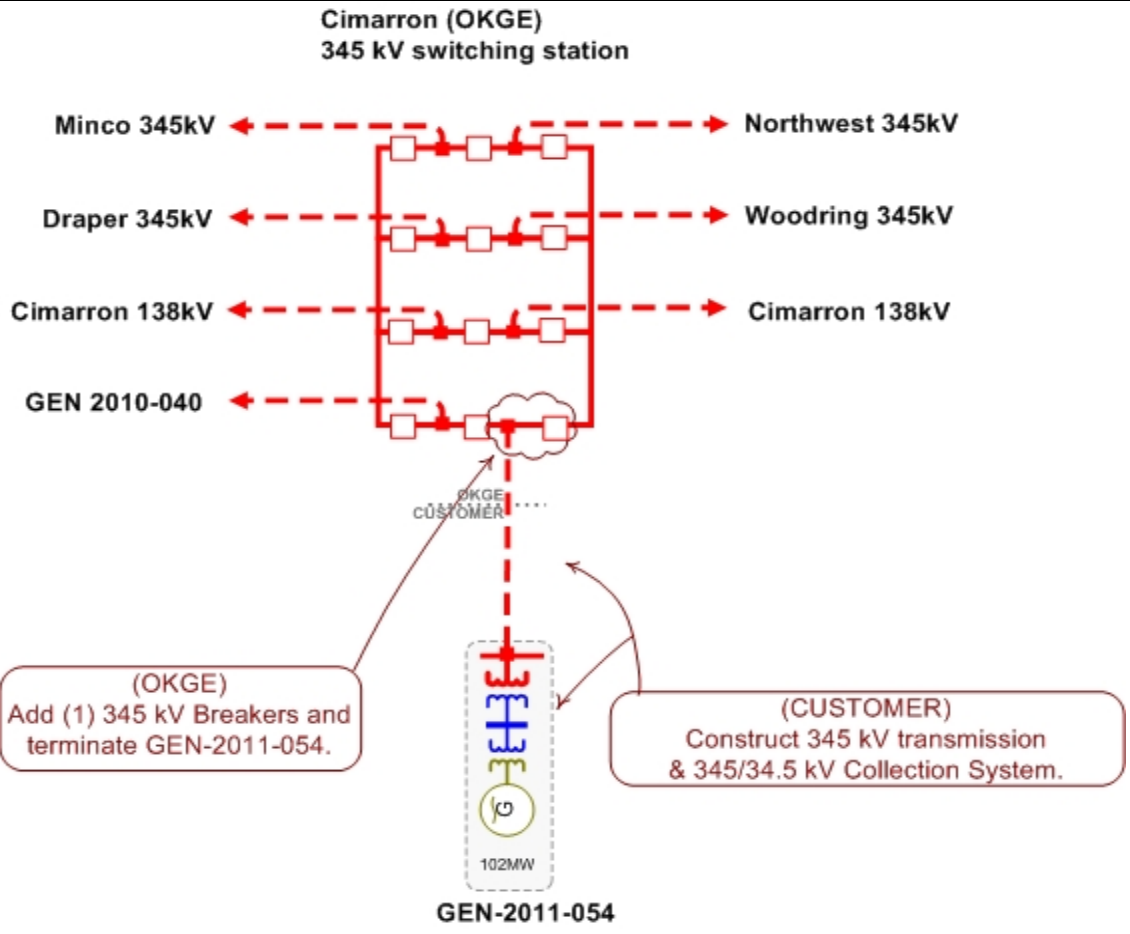 Cimarron (OKGE)
345 kV switching station
Minco 345kV
Northwest 345kV
Draper 345kV
Woodring 345kV
Cimarron 138kV
Cimarron 138kV
GEN 2010-040
OKGE
CUSTOMER
(OKGE)
Add (1) 345 kV Breakers and
terminate GEN-2011-054.
(CUSTOMER)
Construct 345 kV transmission
& 345/34.5 kV Collection System.
G
102MW
GEN-2011-054